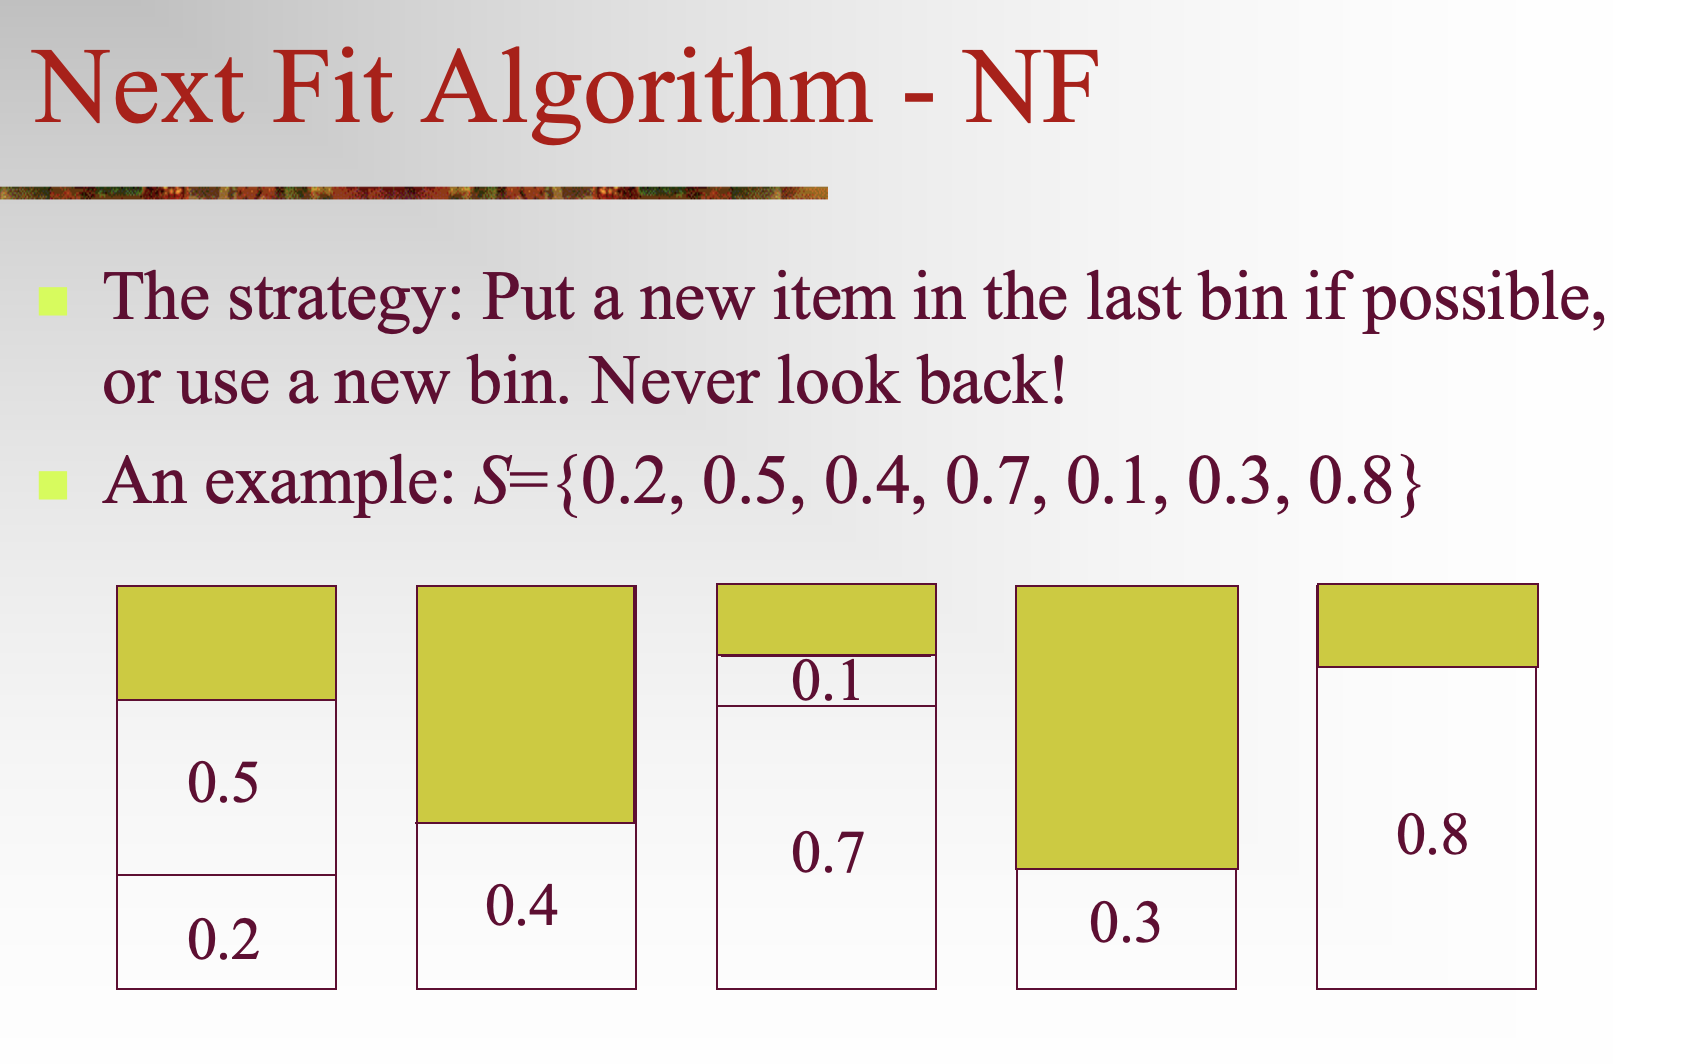 Next Fit Algorithm - NF
The strategy: Put a new item in the last bin if possible,
or use a new bin. Never look back!
An example: S={0.2, 0.5, 0.4, 0.7, 0.1, 0.3, 0.8}
0.5
0.2
0.4
0.1
0.7
0.3
0.8